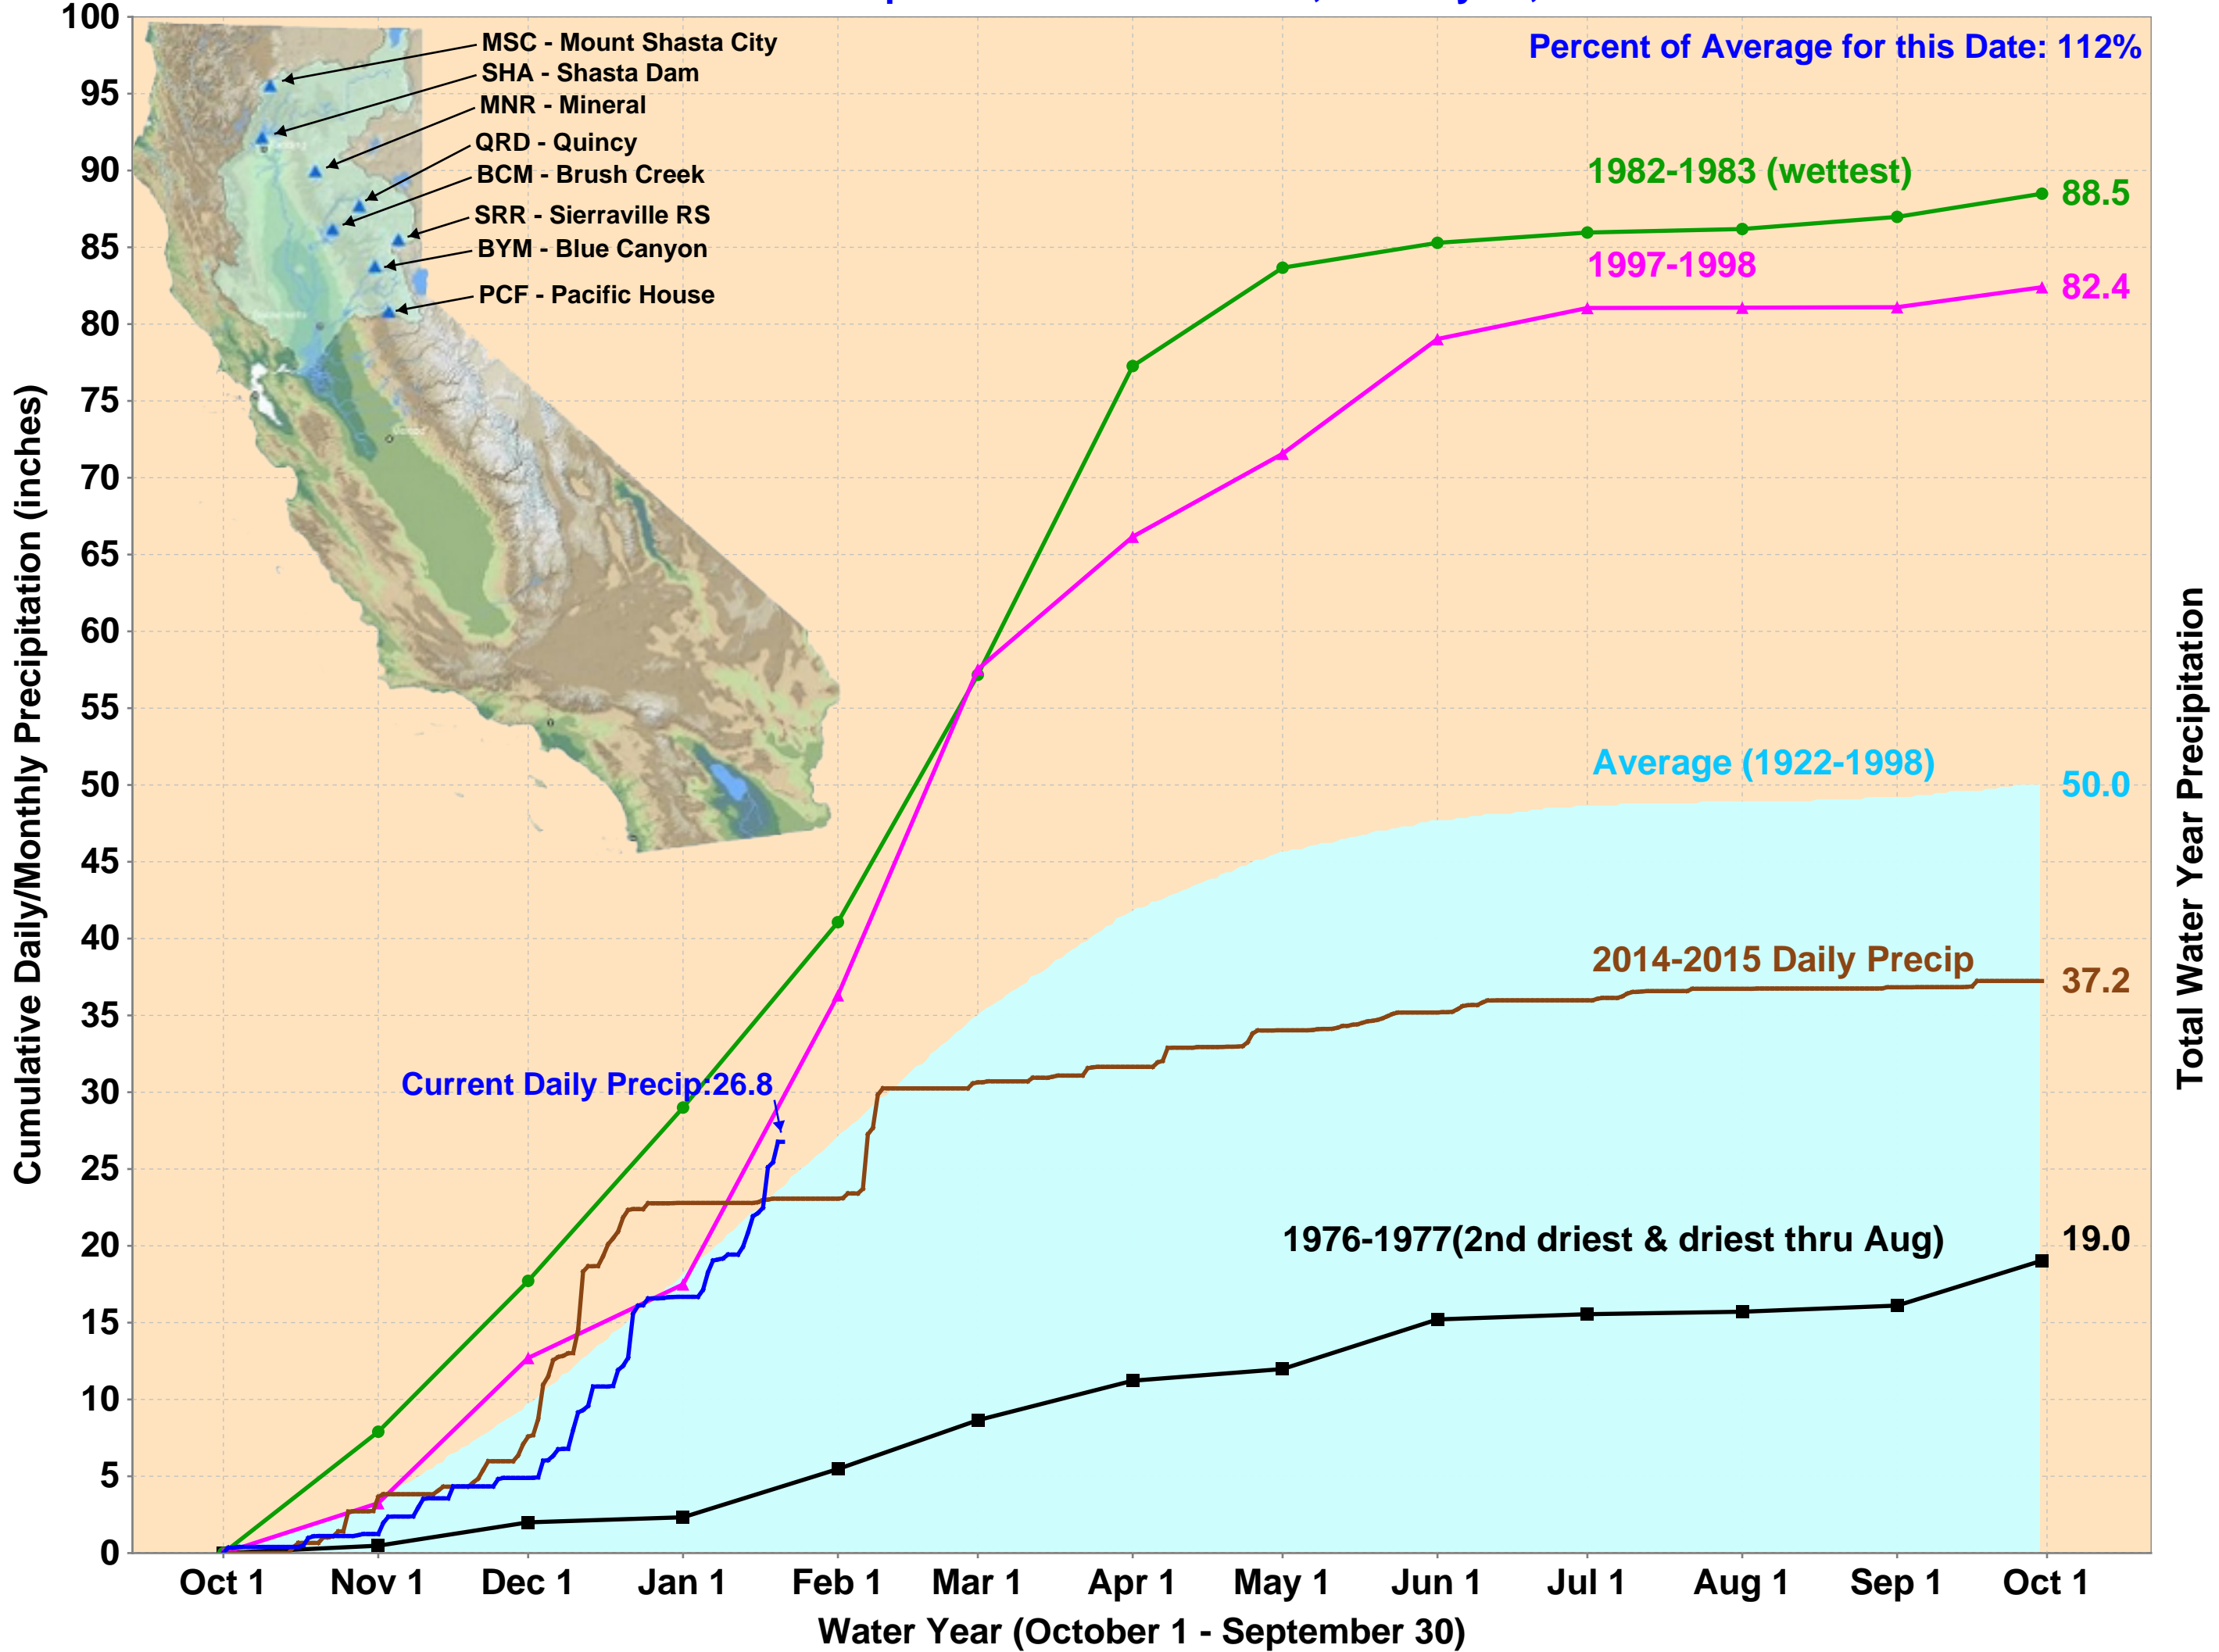 Percent of Average for this Date: 112%
MSC - Mount Shasta City
SHA - Shasta Dam
MNR - Mineral
QRD - Quincy
BCM - Brush Creek
SRR - Sierraville RS
BYM - Blue Canyon
PCF - Pacific House
1982-1983 (wettest)
88.5
1997-1998
82.4
Average (1922-1998)
50.0
2014-2015 Daily Precip
37.2
Current Daily Precip:26.8
1976-1977(2nd driest & driest thru Aug)
19.0
Cumulative Daily/Monthly Precipitation (inches)
100
95
90
85
80
75
70
65
60
55
50
45
40
35
30
25
20
15
10
5
0
Total Water Year Precipitation
Oct 1 Nov 1 Dec 1 Jan 1 Feb 1 Mar 1 Apr 1 May 1 Jun 1 Jul 1 Aug 1 Sep 1 Oct 1
Water Year (October 1 - September 30)